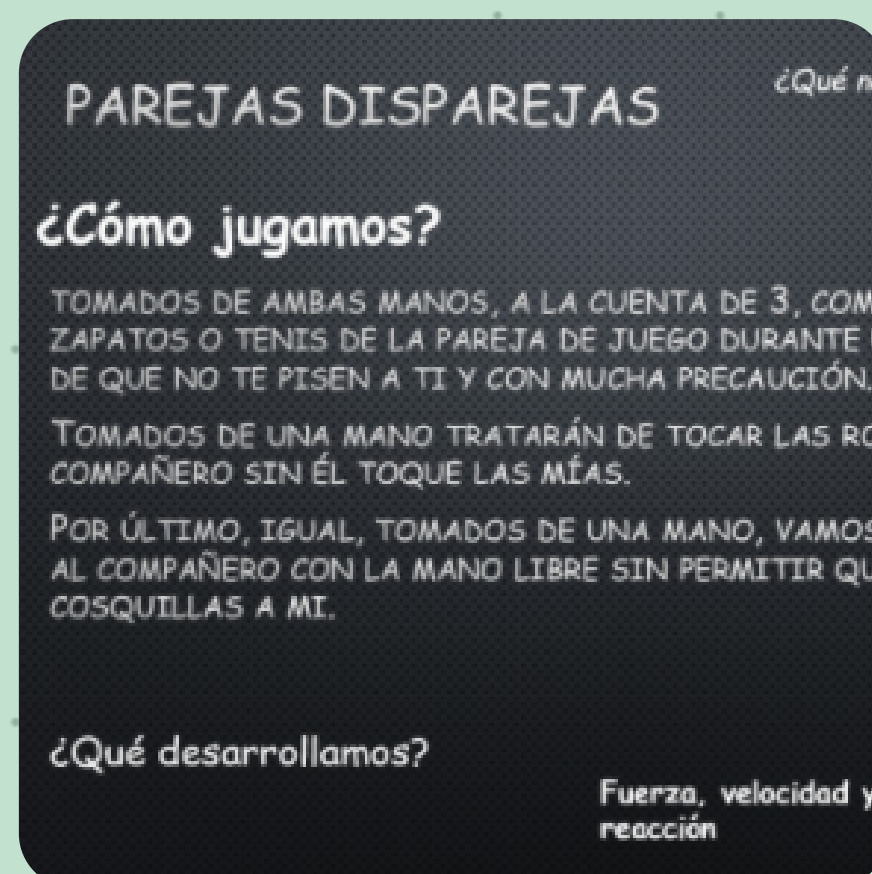 PAREJAS DISPAREJAS
¿Qué
¿Cómo jugamos?
TOMADOS DE AMBAS MANOS, A LA CUENTA DE 3,
ZAPATOS O TENIS DE LA PAREJA DE JUEGO DURANTE
DE QUE NO TE PISEN A TI Y CON MUCHA PRECAUCIÓN.
TOMADOS DE UNA MANO TRATARÁN DE TOCAR LAS
COMPAÑERO SIN ÉL TOQUE LAS MÍAS.
POR ÚLTIMO, IGUAL, TOMADOS DE UNA MANO, VAMOS
AL COMPAÑERO CON LA MANO LIBRE SIN PERMITIR
COSQUILLAS A MI.
¿Qué desarrollamos?
Fuerza, velocidad y
reacción